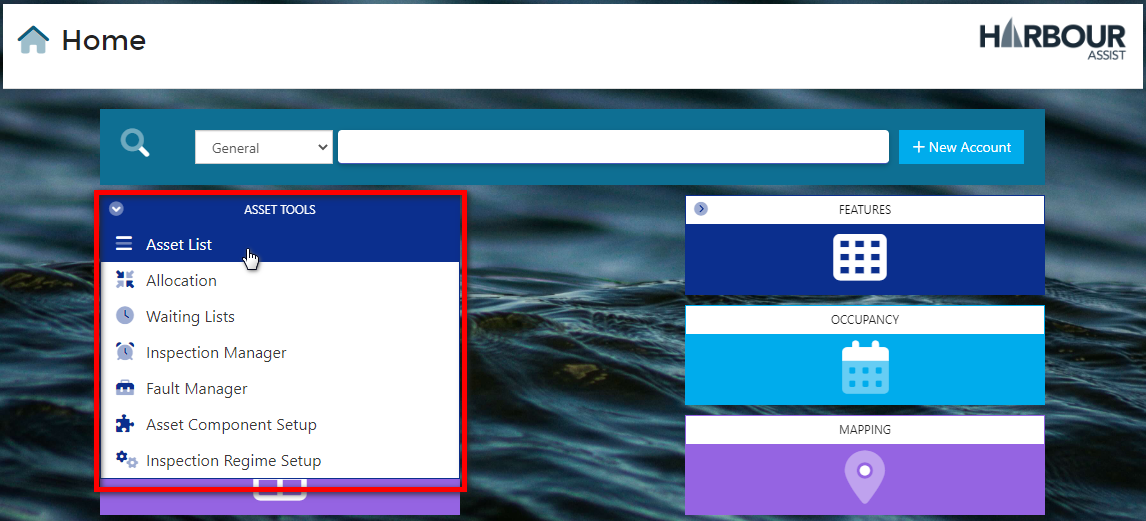 Home
HARBOUR
ASSIST
General
+ New Account
ASSET TOOLS
Asset List
Allocation
Waiting Lists
Inspection Manager
Fault Manager
Asset Component Setup
Inspection Regime Setup
FEATURES
OCCUPANCY
MAPPING